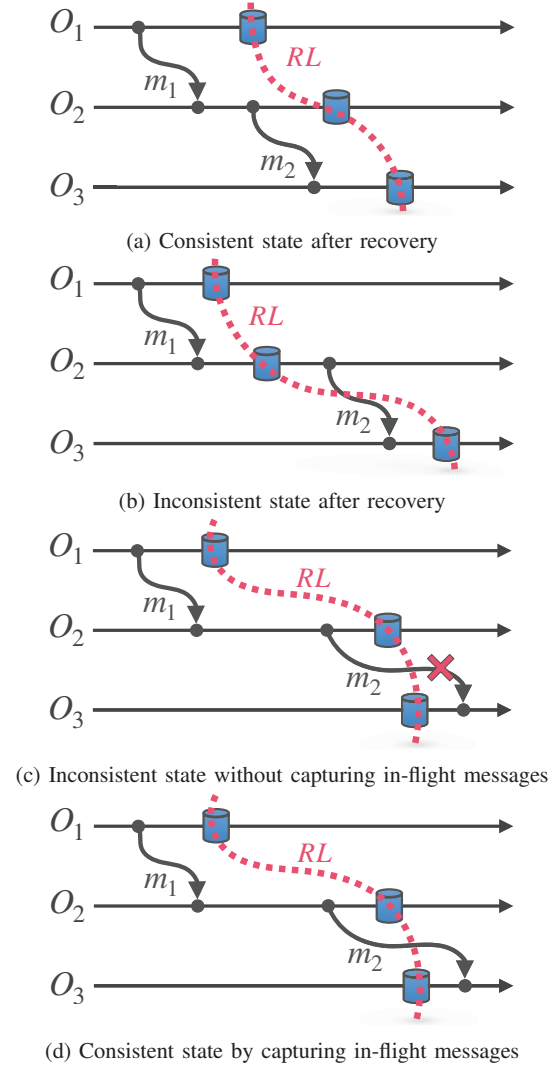 O1
RL
m1
O2
m2
O3
(a) Consistent state after recovery
O1
RL
m1
O2
m2
O3
(b) Inconsistent state after recovery
O1
RL
m1
O2
m2
O3
(c) Inconsistent state without capturing in-flight messages
O1
RL
m1
O2
m2
O3
(d) Consistent state by capturing in-flight messages